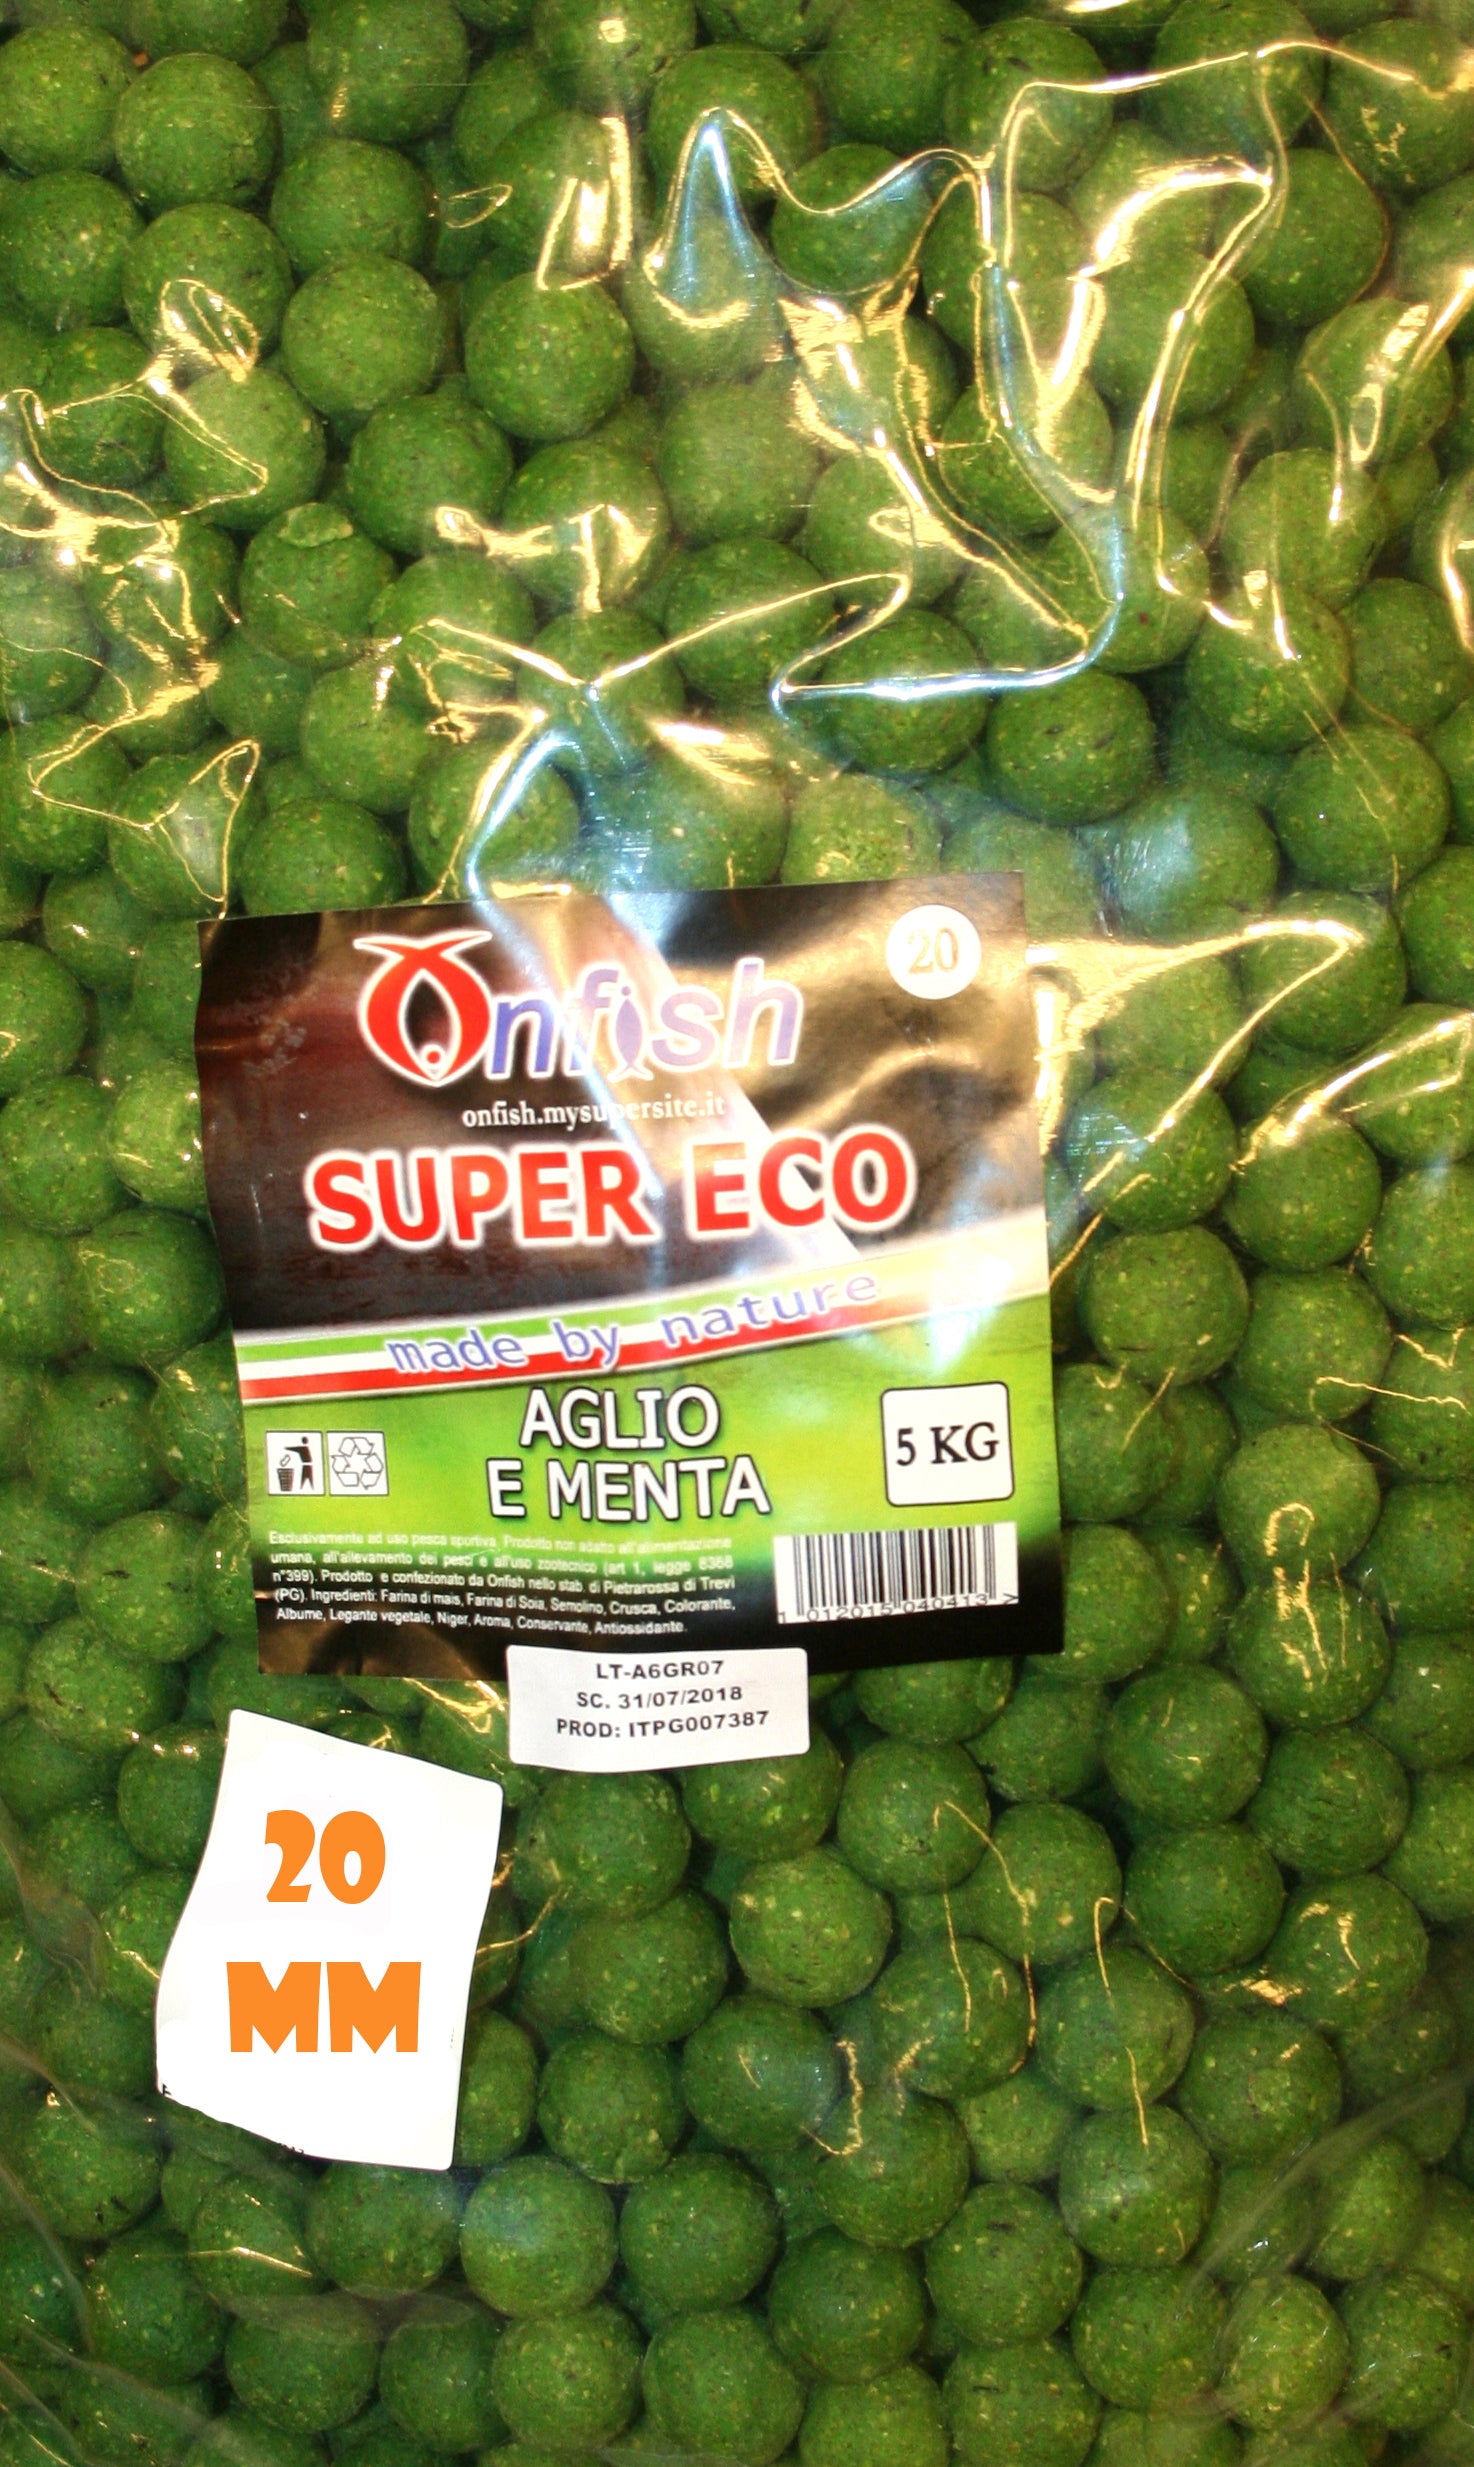 20
Onfish
onfish.mysupersite.it
SUPER ECO
made by nature
AGLIO
E MENTA
5 KG
Esclusivamente ad uso pesca sportiva. Prodotto non adatto all'alimentazione
umana, all'allevamento dei pesci e all'uso zootecnico (art 1, legge 8368
n°399). Prodotto e confezionato da Onfish nello stab. di Pietrarossa di Trevi
(PG). Ingredienti: Farina di mais, Farina di Soia, Semolino, Crusca, Colorante,
Albume, Legante vegetale, Niger, Aroma, Conservante, Antiossidante.
1 012015 040413 >
LT-A6GR07
SC. 31/07/2018
PROD: ITPG007387
20
MM